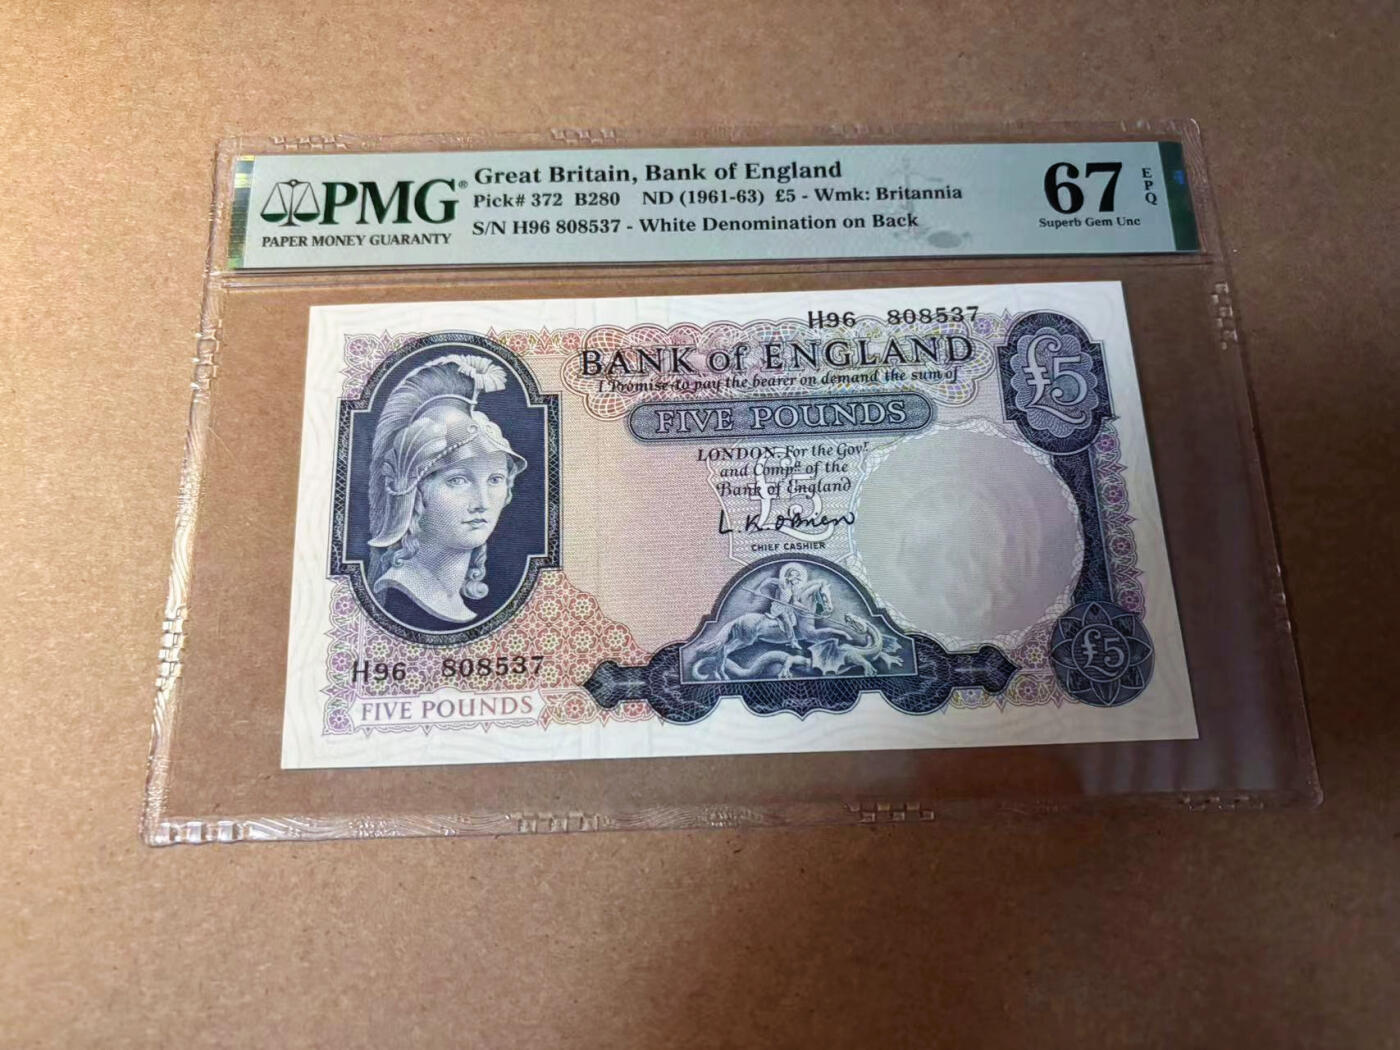 PMG®
PAPER MONEY GUARANTY
Great Britain, Bank of England
Pick# 372 B280 ND (1961-63) £5 - Wmk: Britannia
S/N H96 808537 - White Denomination on Back
67
EPQ
Superb Gem Unc
H96 808537
BANK of ENGLAND
I Promise to pay the bearer on demand the sum of
FIVE POUNDS
£5
LONDON, For the Govr
and Compa of the
Bank of England
£5
L. K. O'Brien
CHIEF CASHIER
H96 808537
FIVE POUNDS
£5